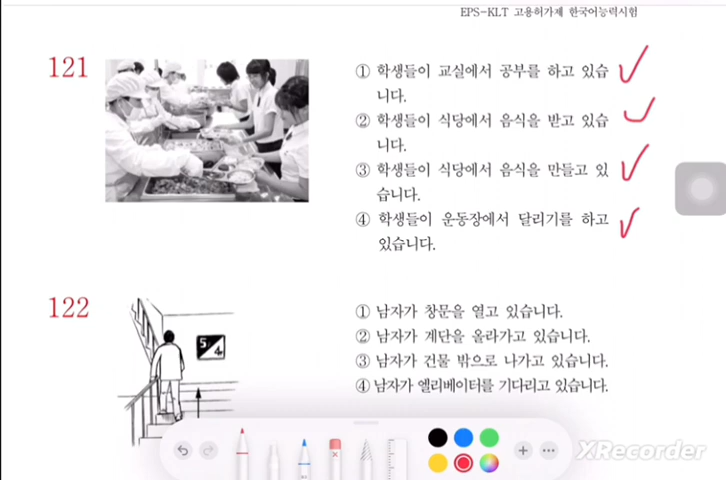 EPS-KLT 고용허가제 한국어능력시험
121
① 학생들이 교실에서 공부를 하고 있습
니다.
② 학생들이 식당에서 음식을 받고 있습
니다.
③ 학생들이 식당에서 음식을 만들고 있
습니다.
④ 학생들이 운동장에서 달리기를 하고
있습니다.
122
5
4
① 남자가 창문을 열고 있습니다.
② 남자가 계단을 올라가고 있습니다.
③ 남자가 건물 밖으로 나가고 있습니다.
④ 남자가 엘리베이터를 기다리고 있습니다.
XRecorder